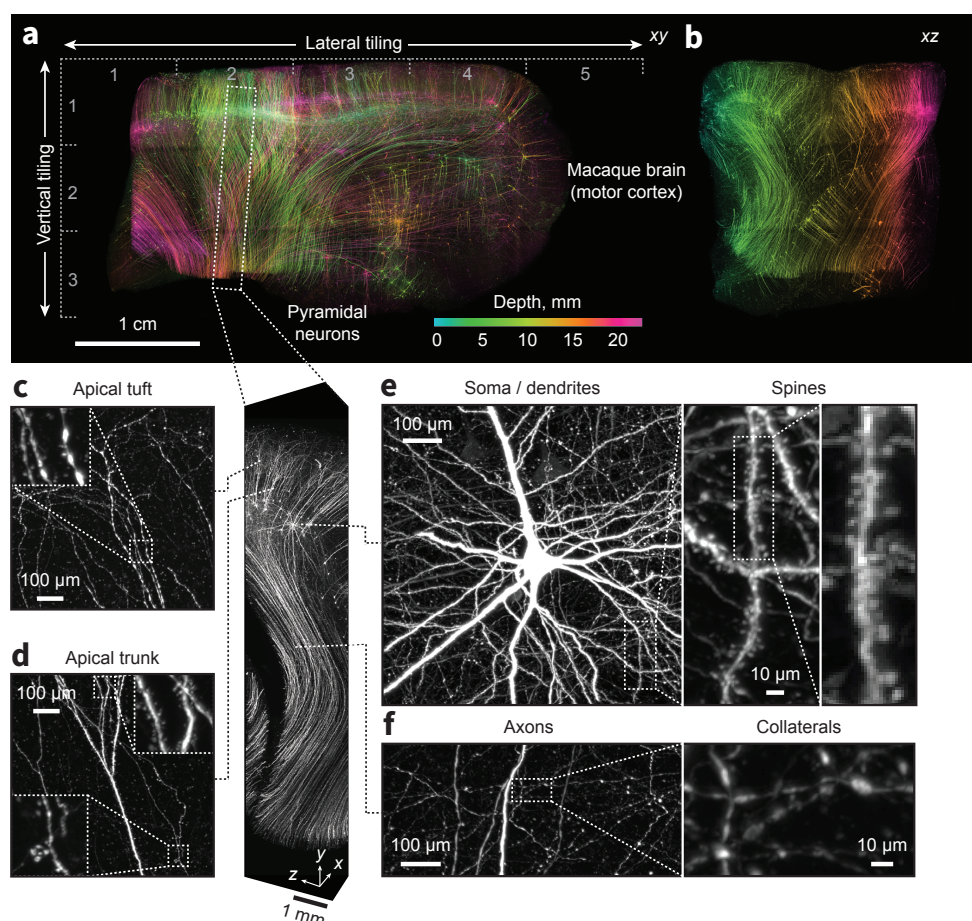 a
Lateral tiling
xy
b
xz
1
2
3
4
5
Vertical tiling
1
2
3
Macaque brain
(motor cortex)
Pyramidal
neurons
Depth, mm
0
5
10
15
20
1 cm
c
Apical tuft
100 µm
d
Apical trunk
100 µm
y
x
z
1 mm
e
Soma / dendrites
Spines
100 µm
10 µm
f
Axons
Collaterals
100 µm
10 µm